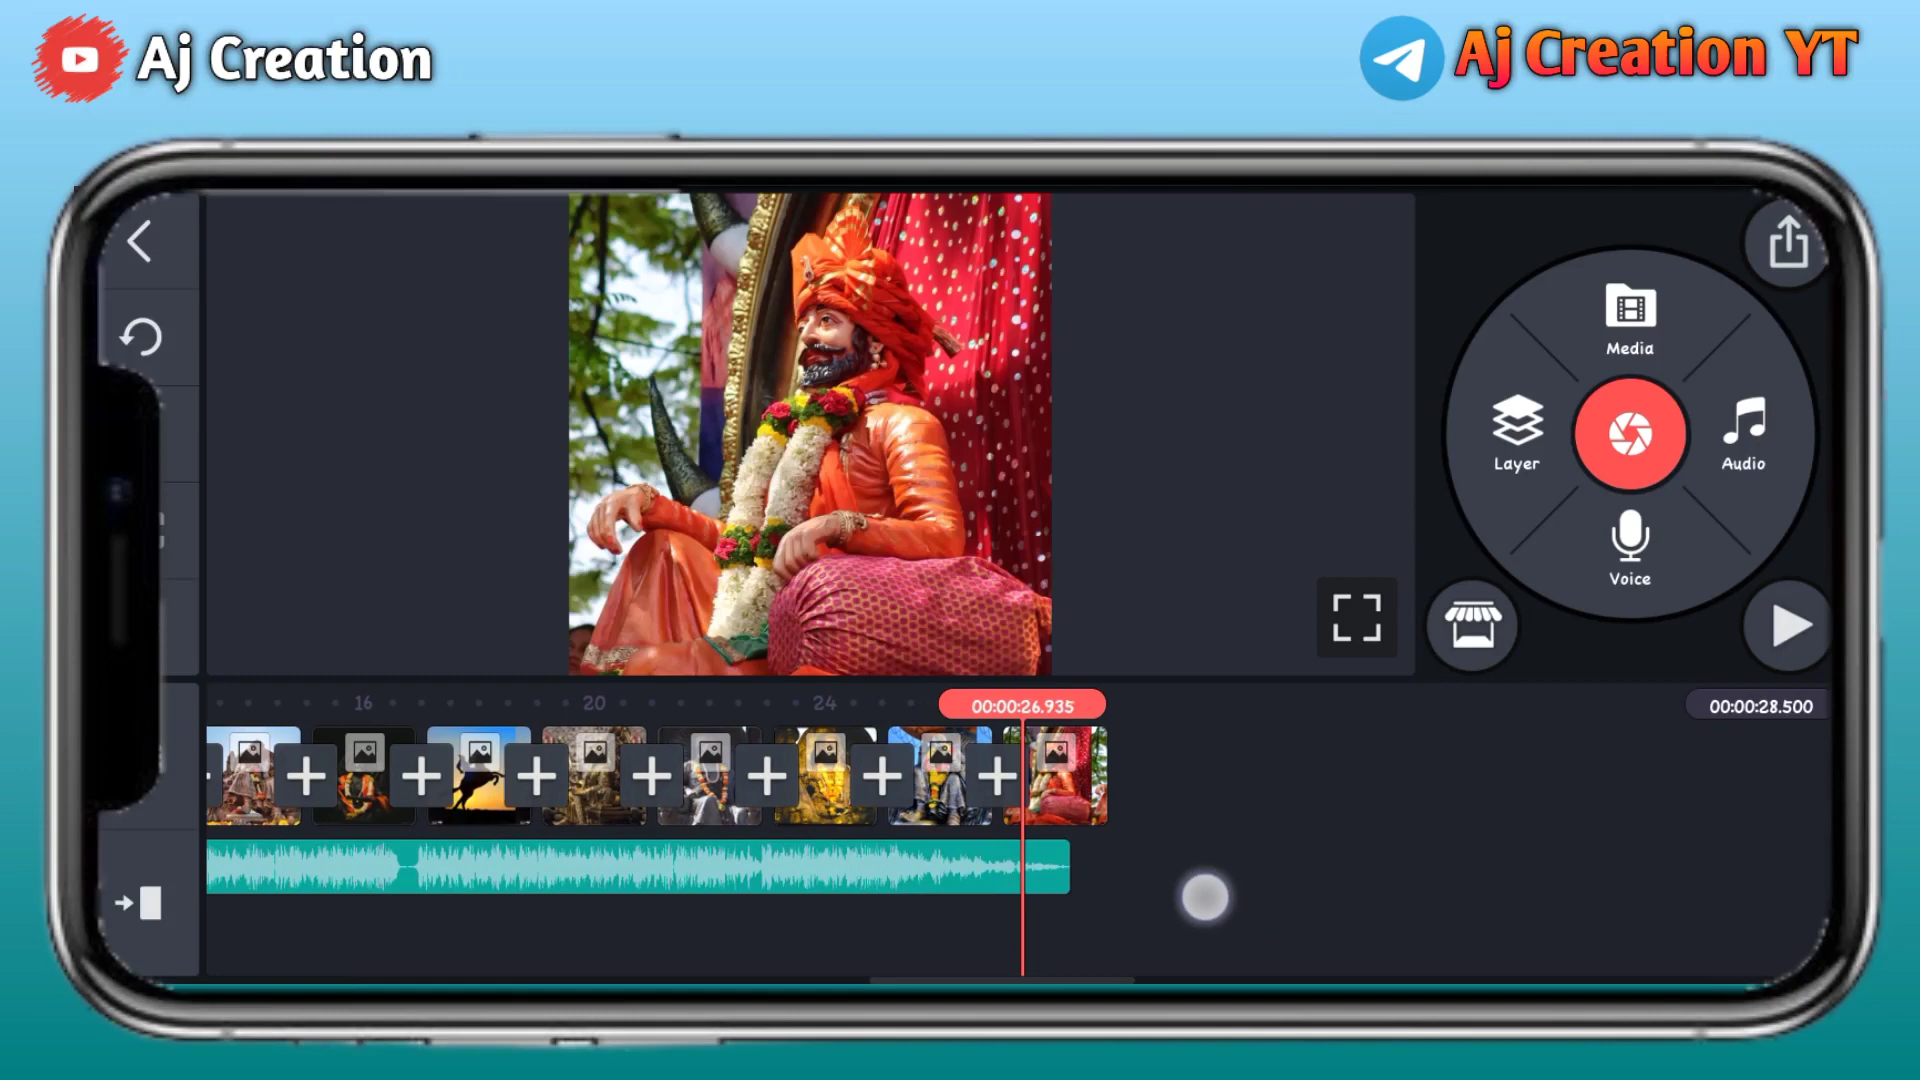 Aj Creation
Aj Creation YT
Media
Layer
Audio
Voice
16
20
24
00:00:26.935
00:00:28.500